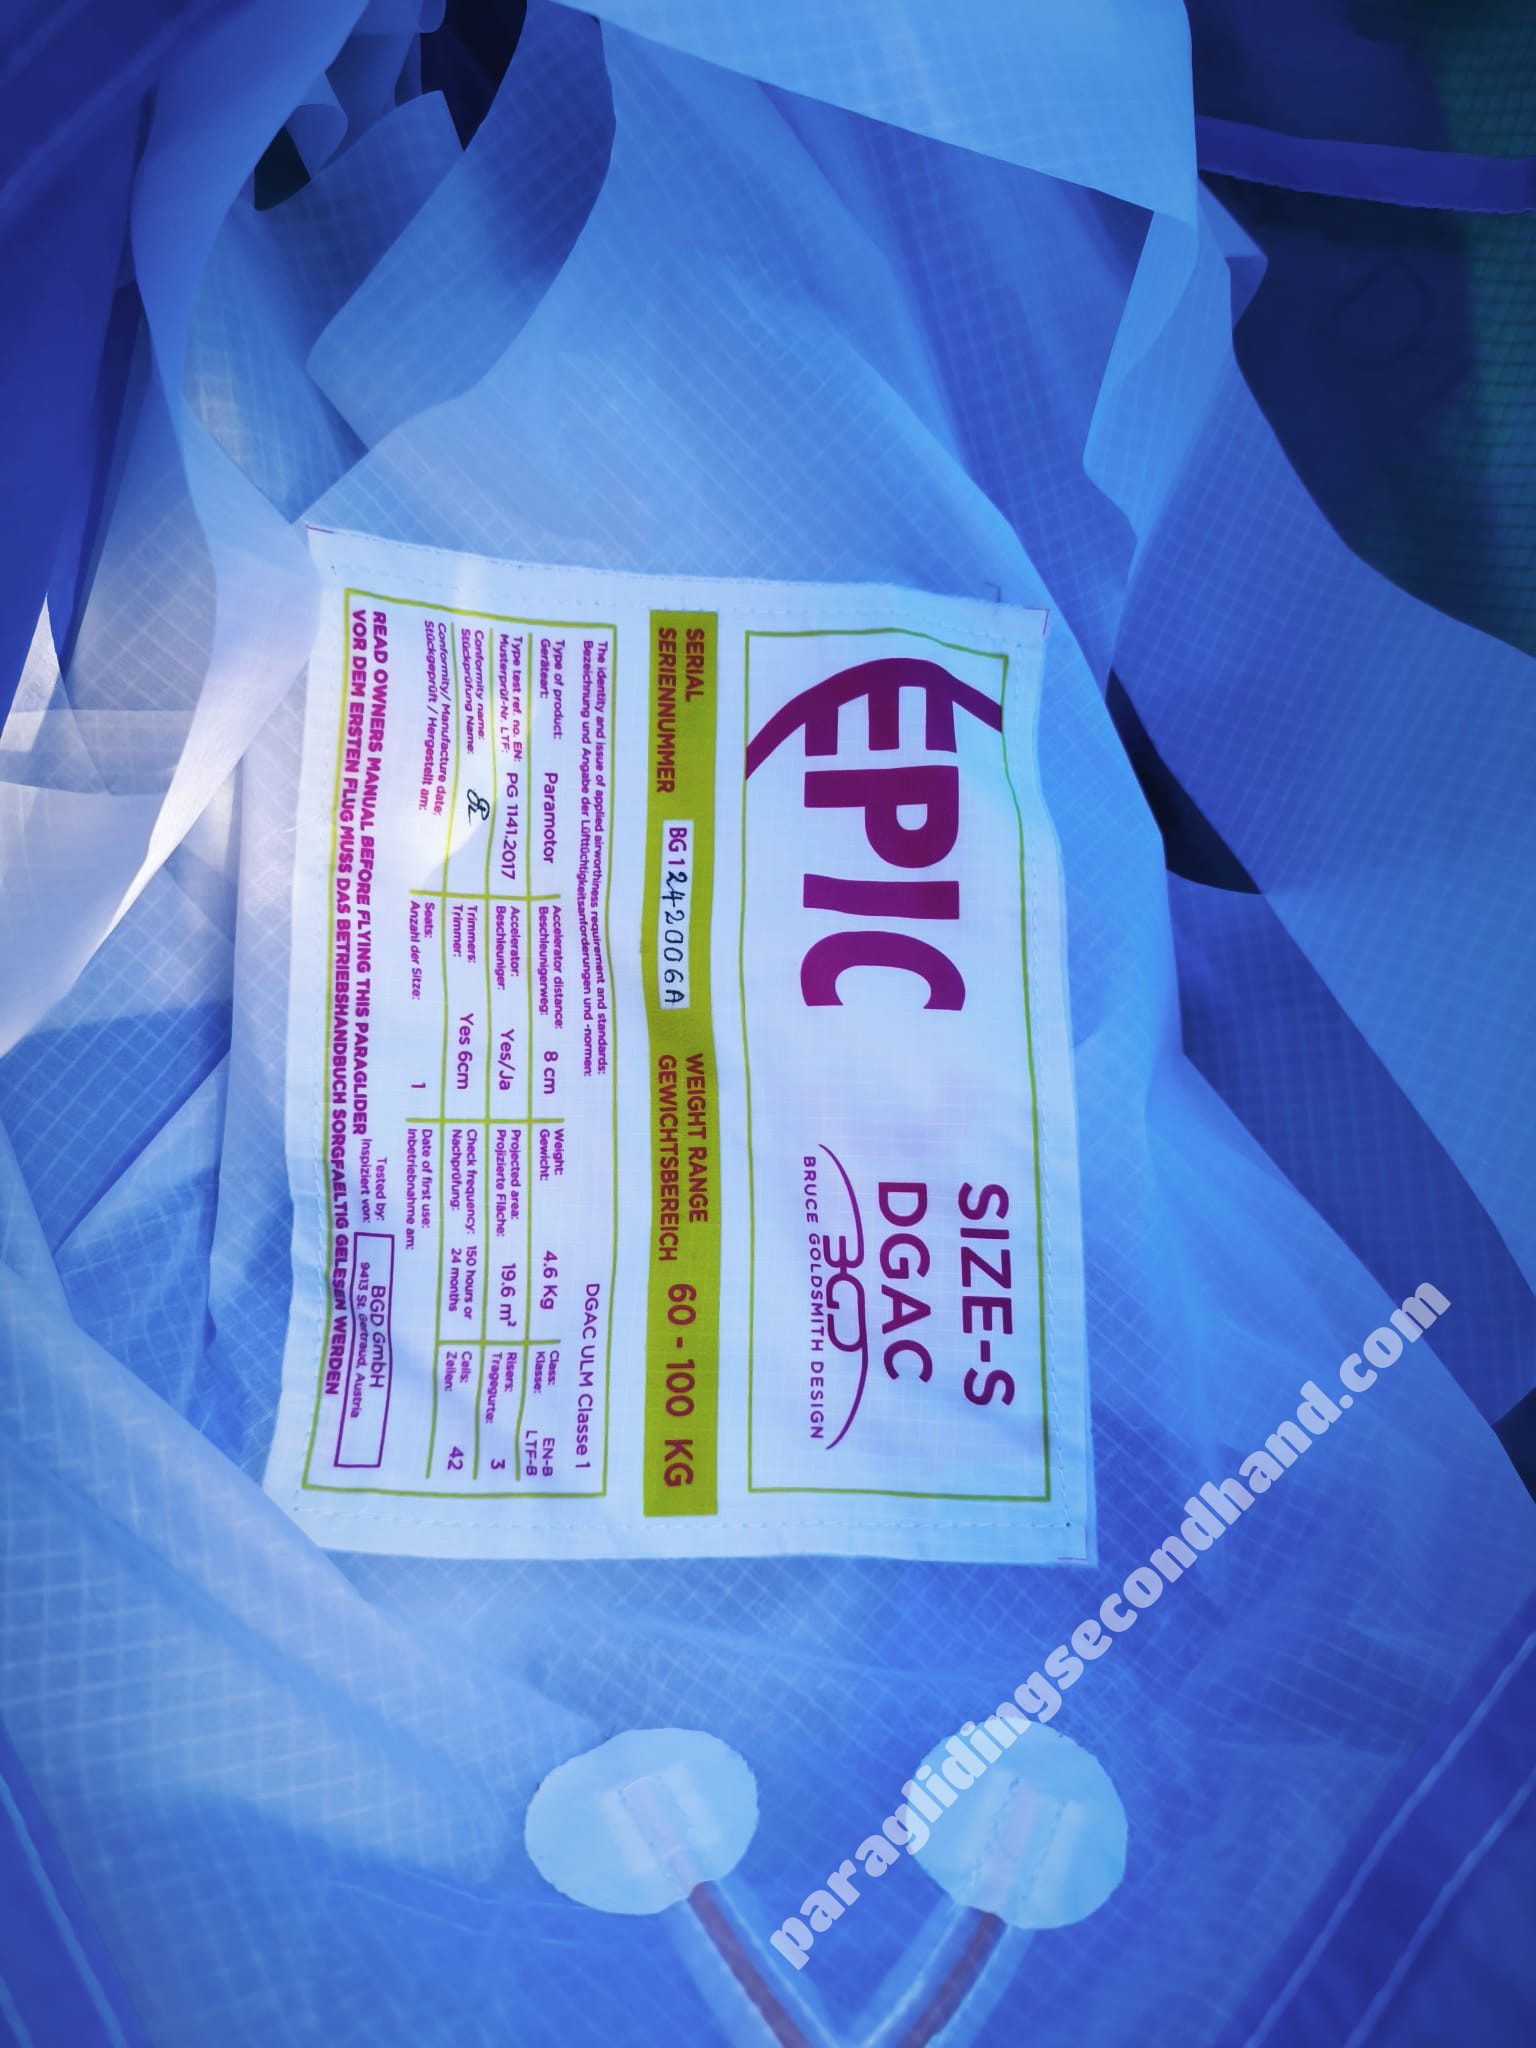 EPIC
SIZE-S
DGAC
BGD
BRUCE GOLDSMITH DESIGN
SERIAL
SERIENNUMMER
BG1242006A
WEIGHT RANGE
GEWICHTSBEREICH
60 - 100 KG
The identity and issue of applied airworthiness requirement and standards:
Bezeichnung und Angabe der Lüfttüchtigkeitsanforderungen und -normen:
DGAC ULM Classe 1
Type of product:
Geräteart:
Paramotor
Accelerator distance:
Beschleunigerweg:
8 cm
Weight:
Gewicht:
4.6 Kg
Class:
Klasse:
EN-B
LTF-B
Type test ref. no. EN:
Musterprüf-Nr. LTF:
PG 1141.2017
Accelerator:
Beschleuniger:
Yes/Ja
Projected area:
Projizierte Fläche:
19.6 m²
Risers:
Tragegurte:
3
Conformity name:
Stückprüfung Name:
Trimmers:
Trimmer:
Yes 6cm
Check frequency:
Nachprüfung:
150 hours or
24 months
Cells:
Zellen:
42
Conformity/ Manufacture date:
Stückgeprüft / Hergestellt am:
Seats:
Anzahl der Sitze:
1
Date of first use:
Inbetriebnahme am:
READ OWNERS MANUAL BEFORE FLYING THIS PARAGLIDER
VOR DEM ERSTEN FLUG MUSS DAS BETRIEBSHANDBUCH SORGFAELTIG GELESEN WERDEN
Tested by:
Inspiziert von:
BGD GmbH
9413 St. Gertraud, Austria
paraglidingsecondhand.com